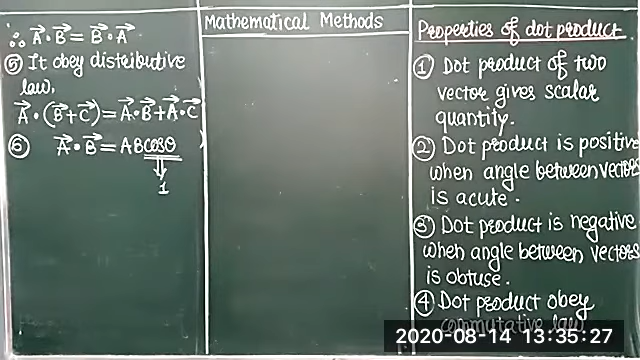 Mathematical Methods
Properties of dot product
① Dot product of two
vector gives scalar
quantity.
② Dot product is positive
when angle between vectors
is acute.
③ Dot product is negative
when angle between vectors
is obtuse.
④ Dot product obey
commutative law
∴ A⃗·B⃗ = B⃗·A⃗.
⑤ It obey distributive
law.
A⃗·(B⃗+C⃗) = A⃗·B⃗+A⃗·C⃗
⑥ A⃗·B⃗ = AB cosθ
⇓
1
2020-08-14 13:35:27